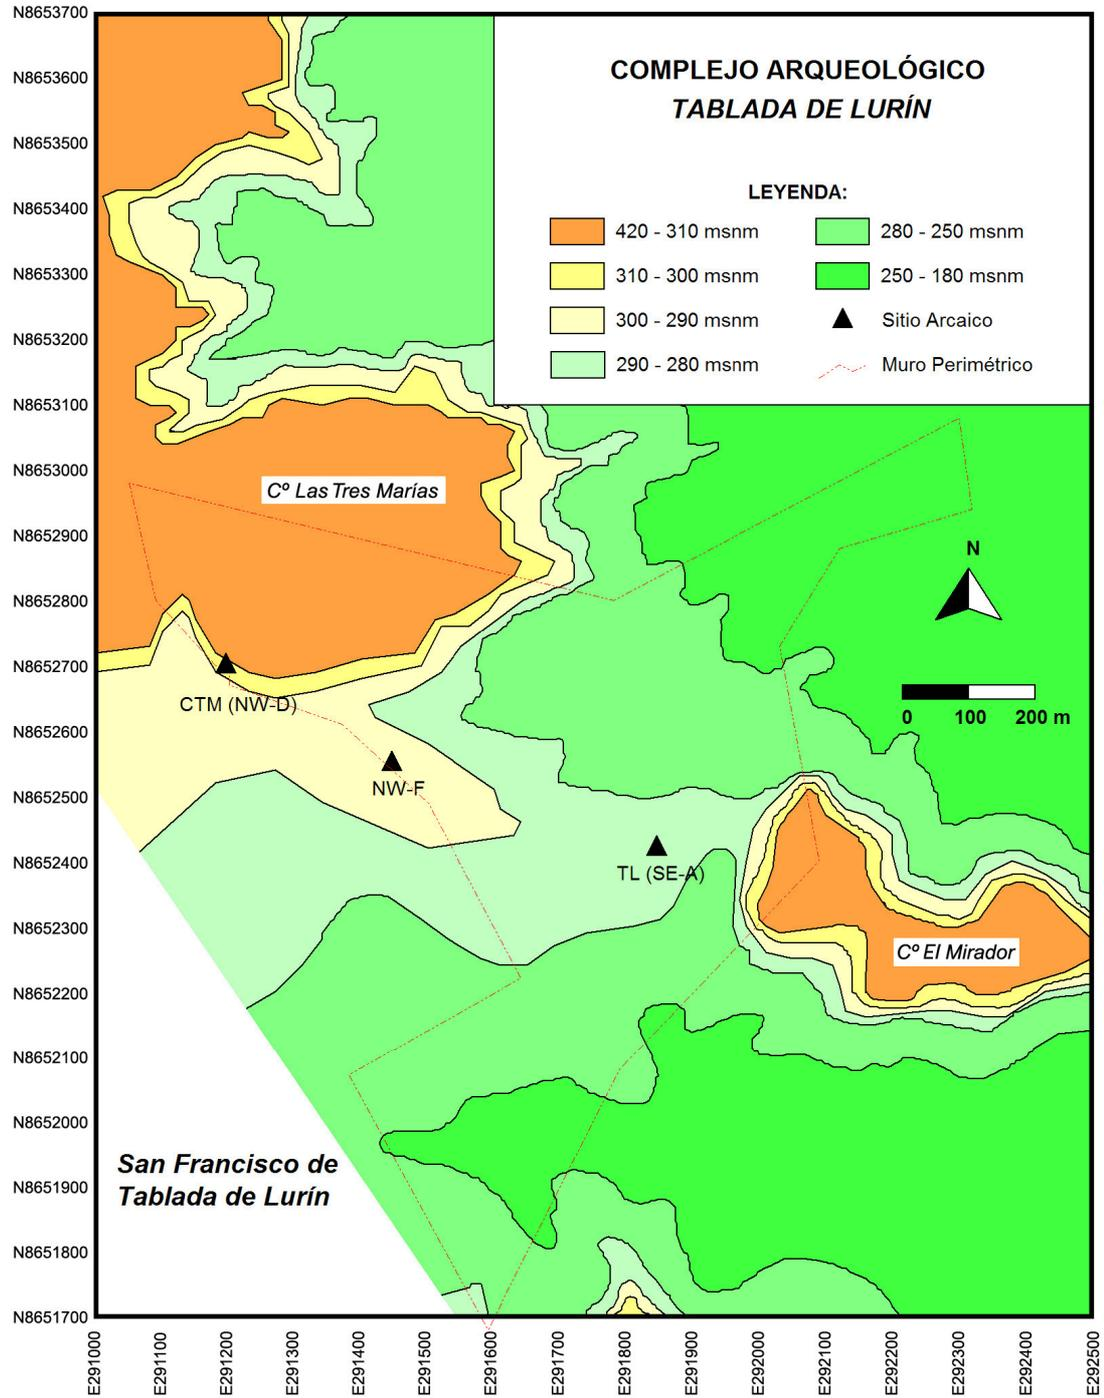 COMPLEJO ARQUEOLÓGICO
TABLADA DE LURÍN
LEYENDA:
420 - 310 msnm
310 - 300 msnm
300 - 290 msnm
290 - 280 msnm
280 - 250 msnm
250 - 180 msnm
Sitio Arcaico
Muro Perimétrico
N8653700
N8653600
N8653500
N8653400
N8653300
N8653200
N8653100
N8653000
N8652900
N8652800
N8652700
N8652600
N8652500
N8652400
N8652300
N8652200
N8652100
N8652000
N8651900
N8651800
N8651700
Cº Las Tres Marías
N
0 100 200 m
CTM (NW-D)
NW-F
TL (SE-A)
Cº El Mirador
San Francisco de
Tablada de Lurín
E291000
E291100
E291200
E291300
E291400
E291500
E291600
E291700
E291800
E291900
E292000
E292100
E292200
E292300
E292400
E292500